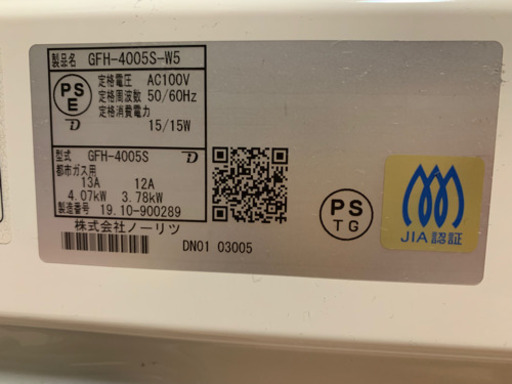 製品名 GFH-4005S-W5
PS
E
定格電圧 AC100V
定格周波数 50/60Hz
定格消費電力
15/15W
型式 GFH-4005S
都市ガス用
13A 12A
4.07kW 3.78kW
製造番号 19.10-900289
株式会社ノーリツ
DN01 03005
PS
TG
JIA認証